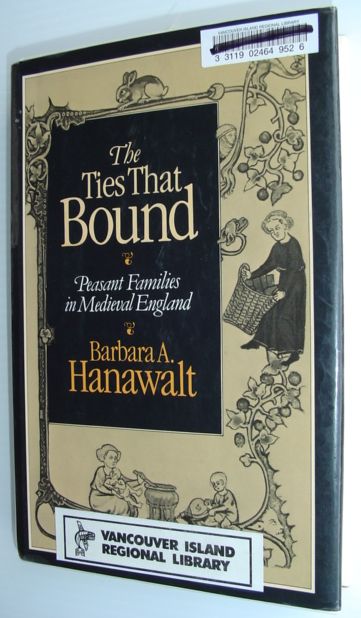 VANCOUVER ISLAND REGIONAL LIBRARY
3 3119 02464 952 6
The
Ties That
Bound
Peasant Families
in Medieval England
Barbara A.
Hanawalt
VANCOUVER ISLAND
REGIONAL LIBRARY